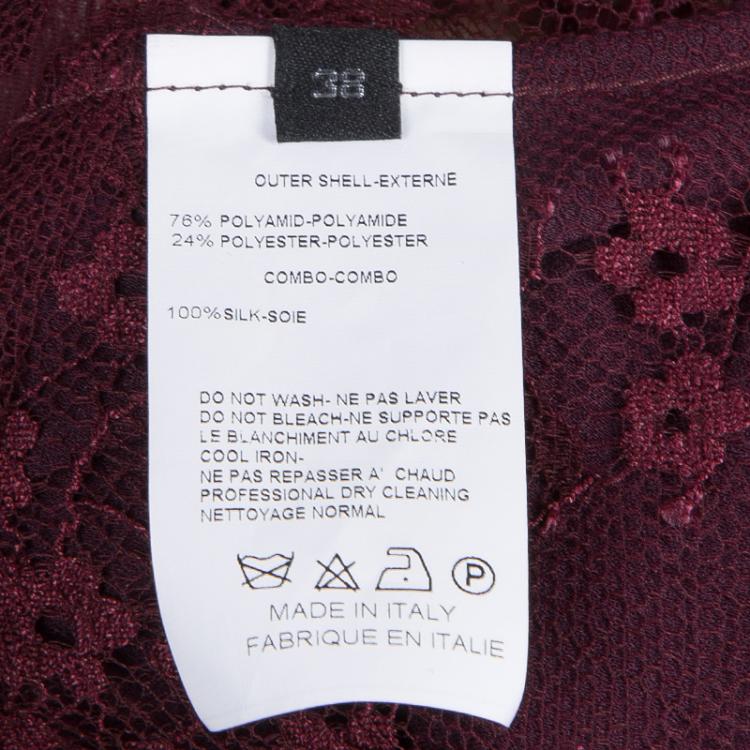 38
OUTER SHELL-EXTERNE
76% POLYAMID-POLYAMIDE
24% POLYESTER-POLYESTER
COMBO-COMBO
100%SILK-SOIE
DO NOT WASH- NE PAS LAVER
DO NOT BLEACH-NE SUPPORTE PAS
LE BLANCHIMENT AU CHLORE
COOL IRON-
NE PAS REPASSER A' CHAUD
PROFESSIONAL DRY CLEANING
NETTOYAGE NORMAL
P
MADE IN ITALY
FABRIQUE EN ITALIE